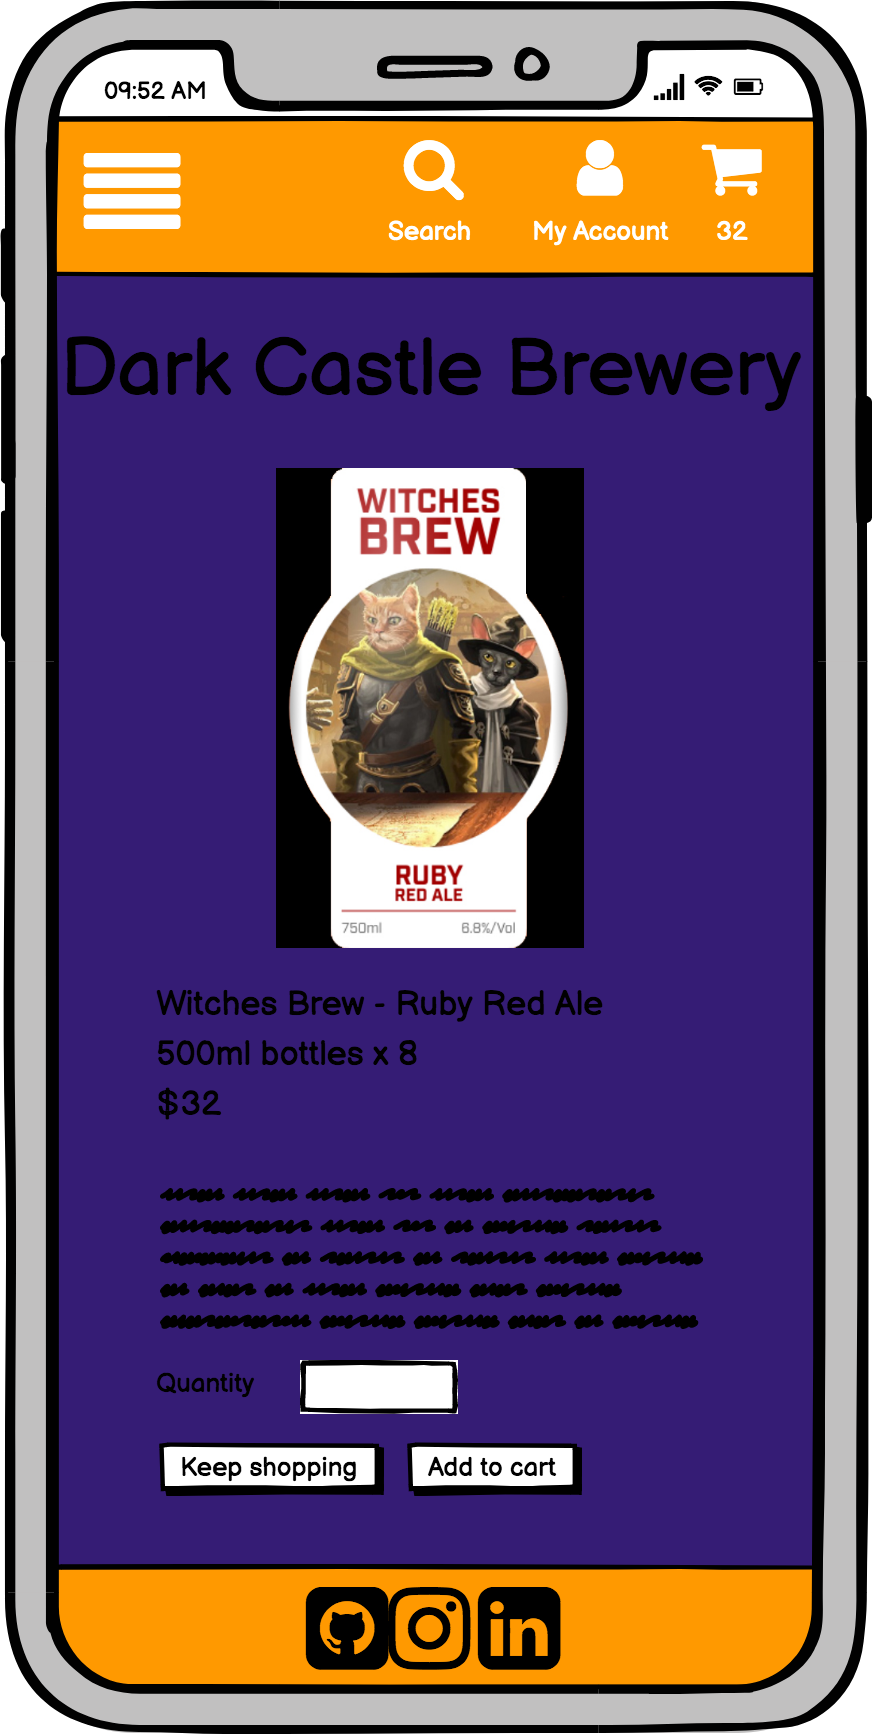 09:52 AM
Search
My Account
32
Dark Castle Brewery
WITCHES
BREW
RUBY
RED ALE
750ml
6.8%/Vol
Witches Brew - Ruby Red Ale
500ml bottles x 8
$32
Quantity
Keep shopping
Add to cart
in